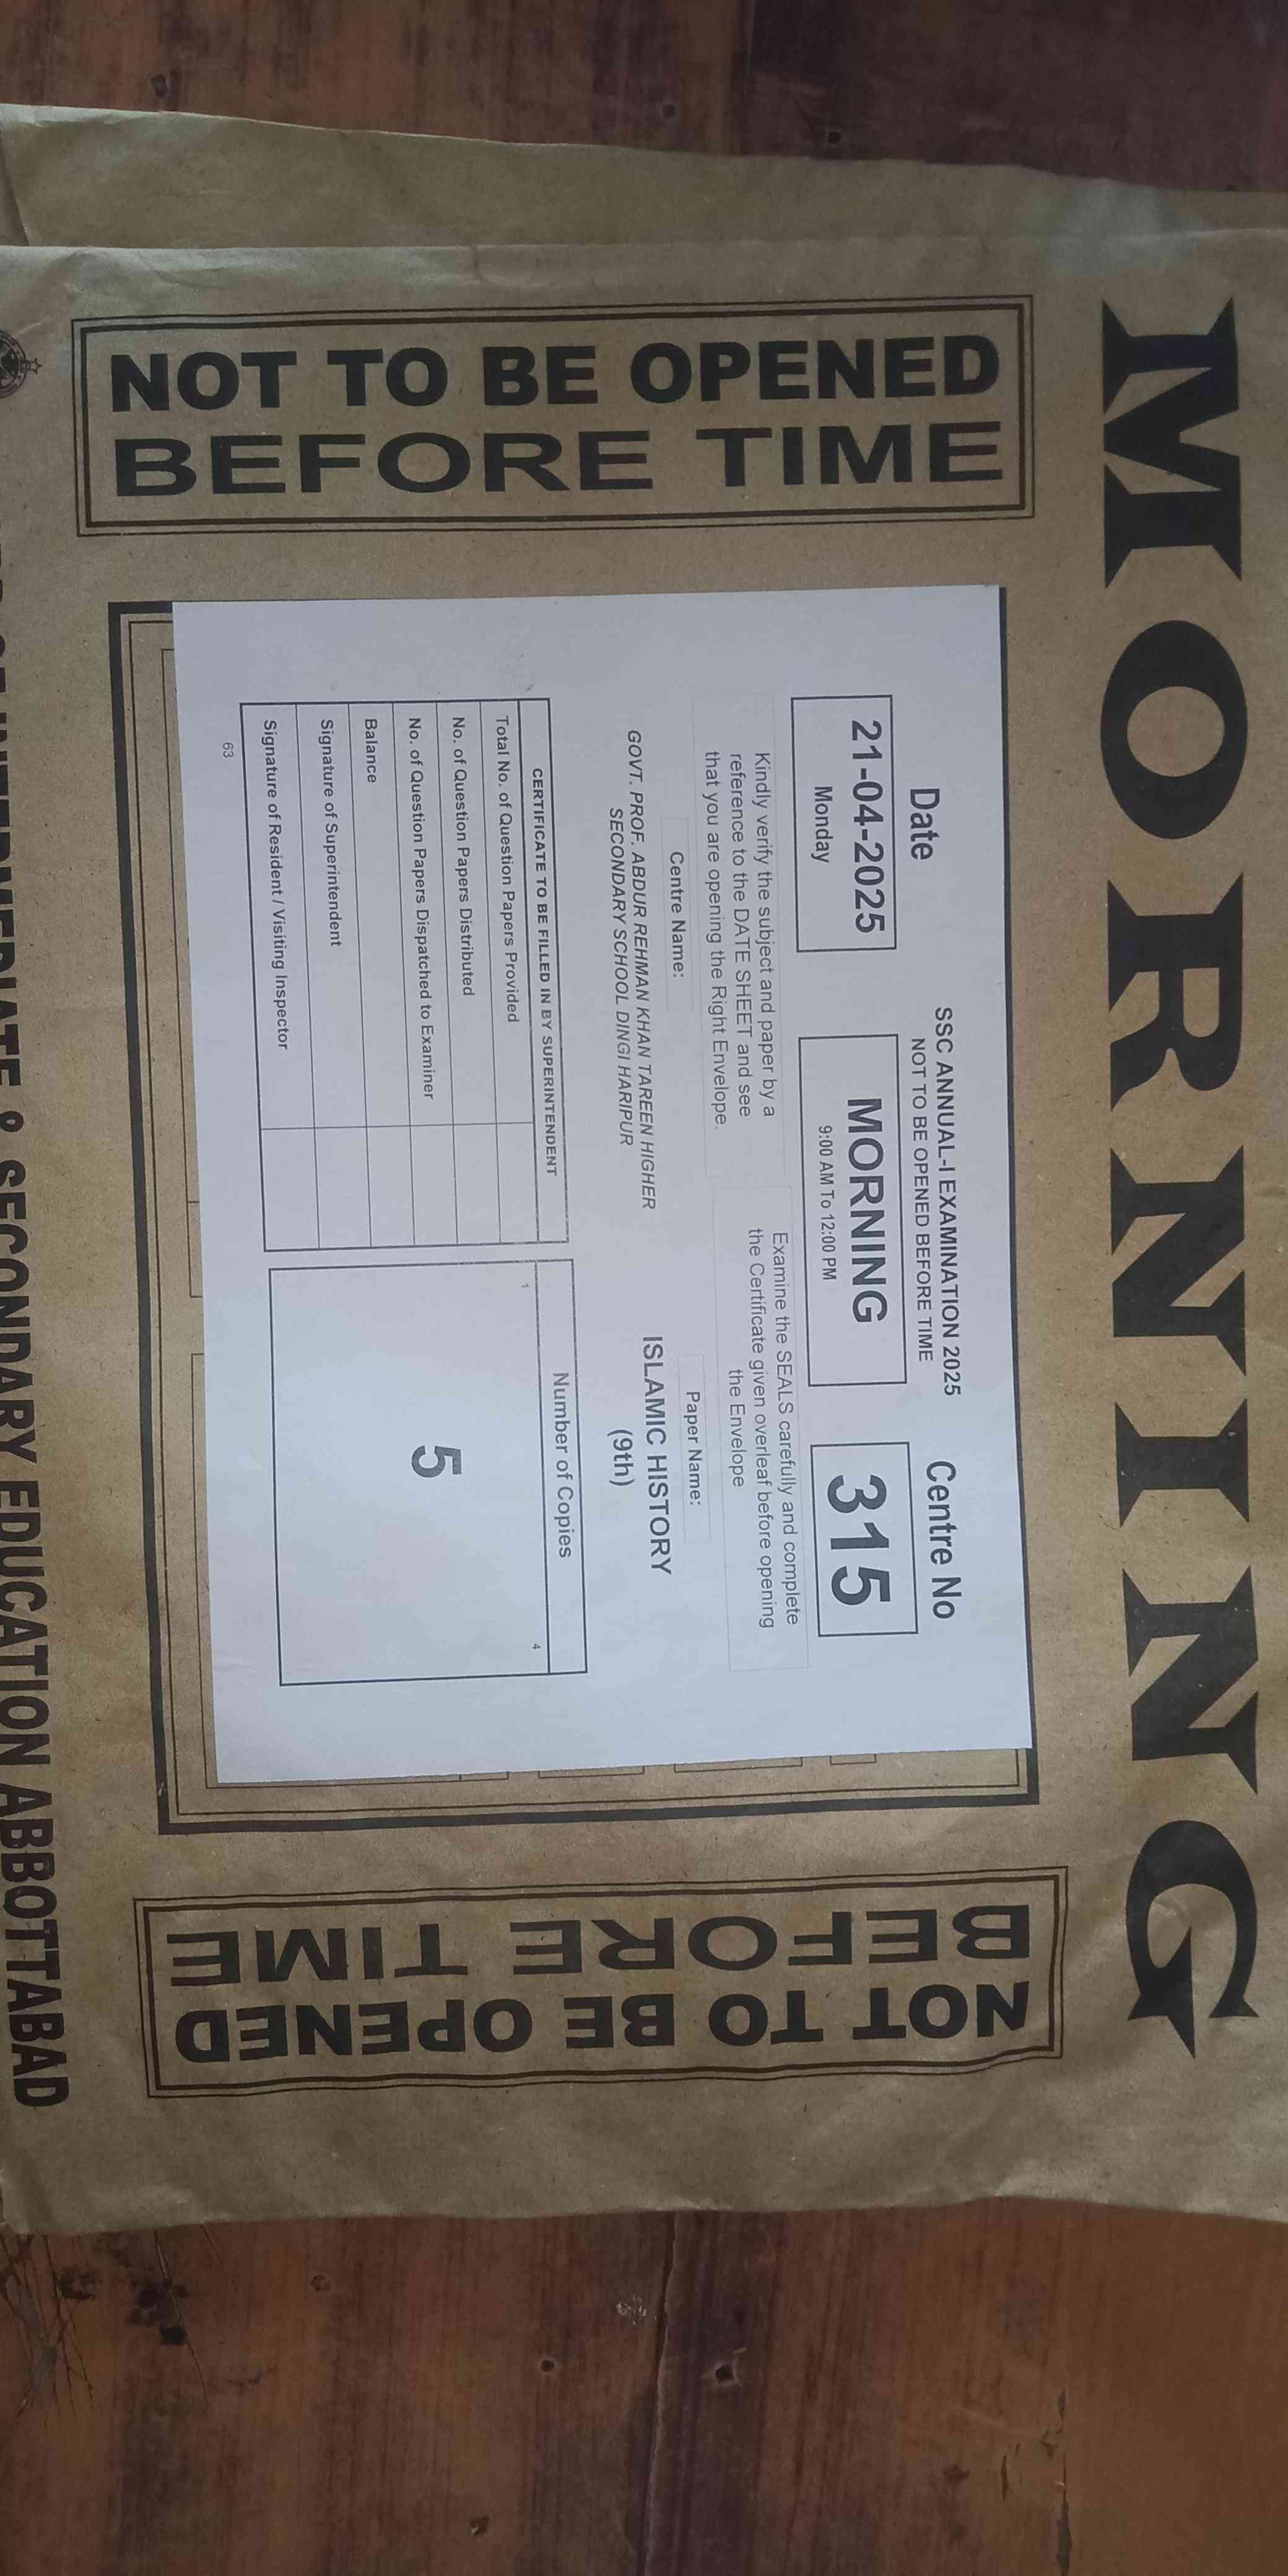 MORNING
NOT TO BE OPENED
BEFORE TIME
SSC ANNUAL-I EXAMINATION 2025
NOT TO BE OPENED BEFORE TIME
Date
Centre No
21-04-2025
Monday
MORNING
9:00 AM To 12:00 PM
315
Kindly verify the subject and paper by a
reference to the DATE SHEET and see
that you are opening the Right Envelope.
Examine the SEALS carefully and complete
the Certificate given overleaf before opening
the Envelope
Centre Name:
Paper Name:
GOVT. PROF. ABDUR REHMAN KHAN TAREEN HIGHER
SECONDARY SCHOOL DINGI HARIPUR
ISLAMIC HISTORY
(9th)
CERTIFICATE TO BE FILLED IN BY SUPERINTENDENT
Total No. of Question Papers Provided
No. of Question Papers Distributed
No. of Question Papers Dispatched to Examiner
Balance
Signature of Superintendent
Signature of Resident / Visiting Inspector
Number of Copies
1
4
5
63
NOT TO BE OPENED
BEFORE TIME
INTERMEDIATE & SECONDARY EDUCATION ABBOTTABAD